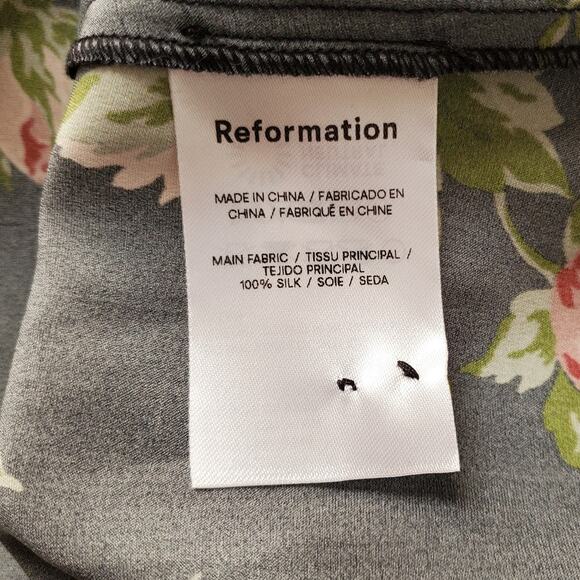 Reformation
MADE IN CHINA / FABRICADO EN
CHINA / FABRIQUÉ EN CHINE
MAIN FABRIC / TISSU PRINCIPAL /
TEJIDO PRINCIPAL
100% SILK / SOIE / SEDA